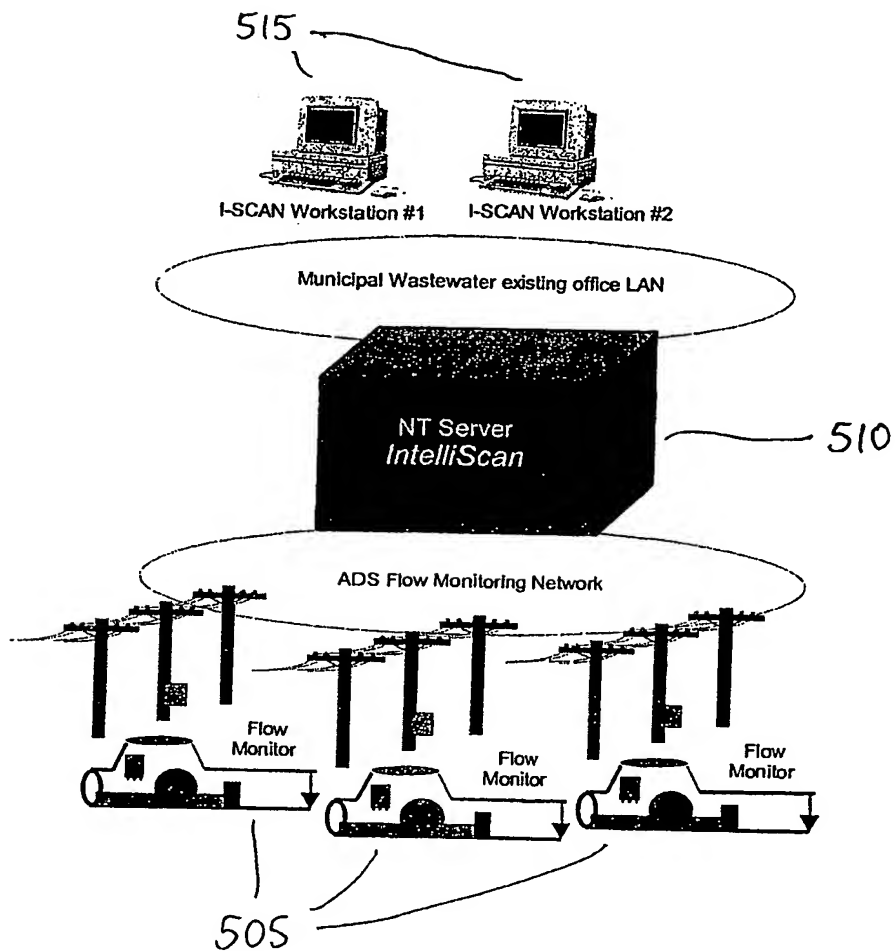 515
I-SCAN Workstation #1
I-SCAN Workstation #2
Municipal Wastewater existing office LAN
NT Server
IntelliScan
510
ADS Flow Monitoring Network
Flow
Monitor
Flow
Monitor
Flow
Monitor
505